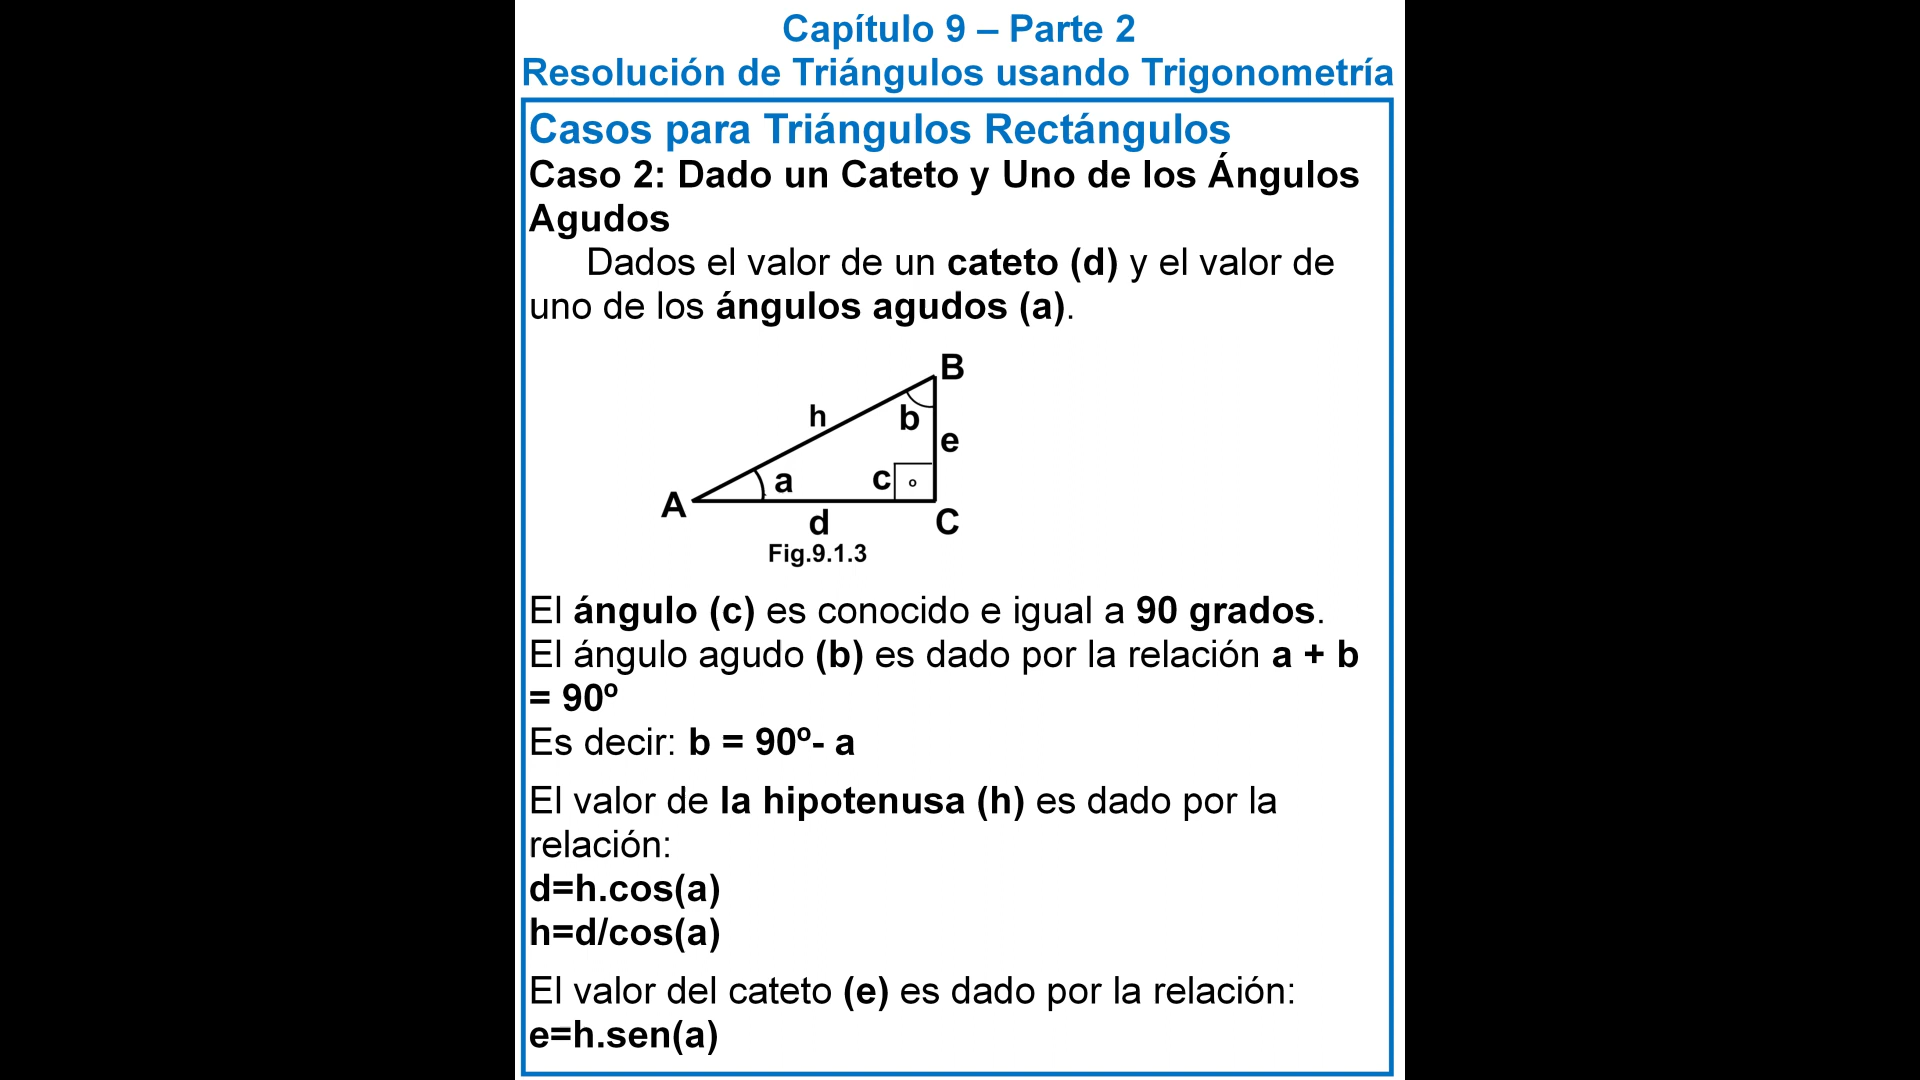 Capítulo 9 – Parte 2
Resolución de Triángulos usando Trigonometría
Casos para Triángulos Rectángulos
Caso 2: Dado un Cateto y Uno de los Ángulos
Agudos
Dados el valor de un cateto (d) y el valor de
uno de los ángulos agudos (a).
B
h
b
e
a
c
A
d
C
Fig.9.1.3
El ángulo (c) es conocido e igual a 90 grados.
El ángulo agudo (b) es dado por la relación a + b
= 90º
Es decir: b = 90º- a
El valor de la hipotenusa (h) es dado por la
relación:
d=h.cos(a)
h=d/cos(a)
El valor del cateto (e) es dado por la relación:
e=h.sen(a)